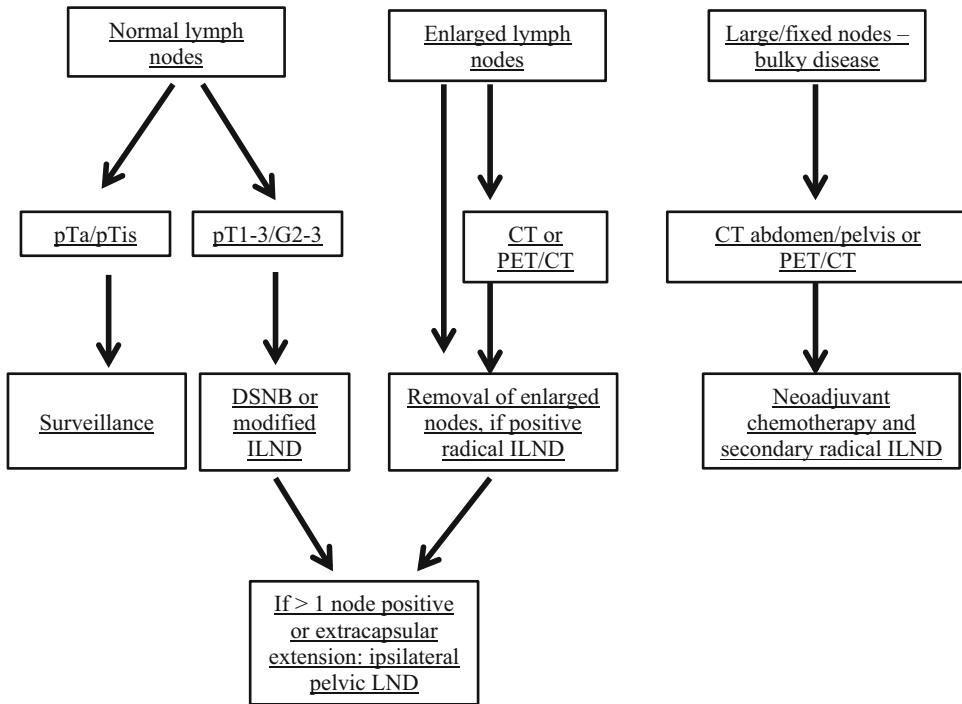 Normal lymph
nodes
Enlarged lymph
nodes
Large/fixed nodes –
bulky disease
pTa/pTis
pT1-3/G2-3
CT or
PET/CT
CT abdomen/pelvis or
PET/CT
Surveillance
DSNB or
modified
ILND
Removal of enlarged
nodes, if positive
radical ILND
Neoadjuvant
chemotherapy and
secondary radical ILND
If > 1 node positive
or extracapsular
extension: ipsilateral
pelvic LND